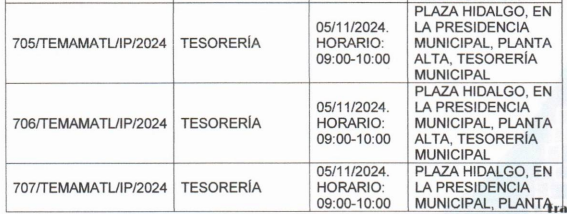 PLAZA HIDALGO, EN
05/11/2024. LA PRESIDENCIA
705/TEMAMATL/IP/2024 TESORERÍA HORARIO: MUNICIPAL, PLANTA
09:00-10:00 ALTA, TESORERÍA
MUNICIPAL
PLAZA HIDALGO, EN
05/11/2024. LA PRESIDENCIA
706/TEMAMATL/IP/2024 TESORERÍA HORARIO: MUNICIPAL, PLANTA
09:00-10:00 ALTA, TESORERÍA
MUNICIPAL
05/11/2024. PLAZA HIDALGO, EN
707/TEMAMATL/IP/2024 TESORERÍA HORARIO: LA PRESIDENCIA
09:00-10:00 MUNICIPAL, PLANTA